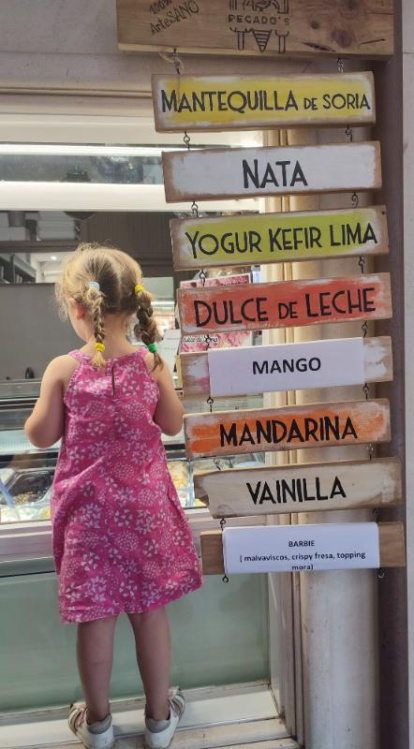 100%
ArteSANO
PECADO'S
MANTEQUILLA DE SORIA
NATA
YOGUR KEFIR LIMA
DULCE DE LECHE
MANGO
MANDARINA
VAINILLA
BARBIE
( malvaviscos, crispy fresa, topping
mora)